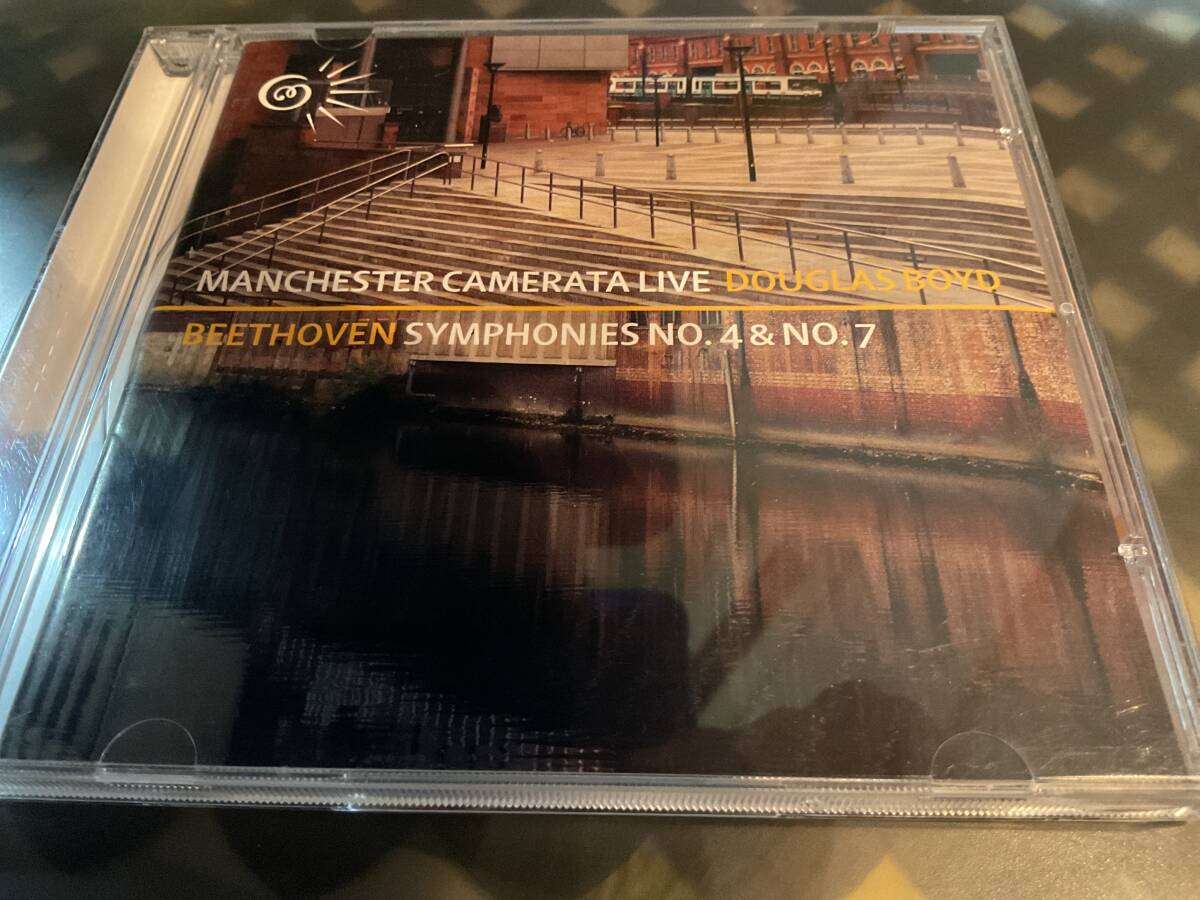 MANCHESTER CAMERATA LIVE DOUGLAS BOYD
BEETHOVEN SYMPHONIES NO. 4 & NO. 7